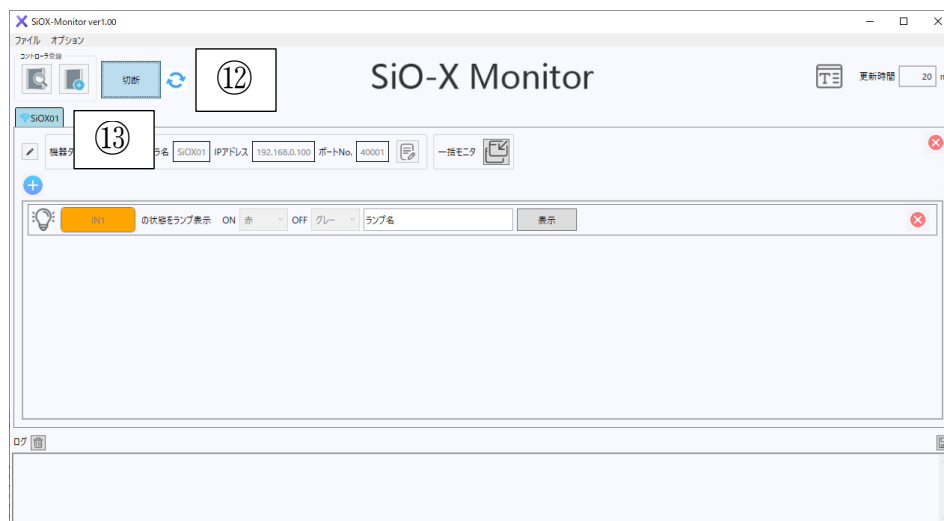 SiOX-Monitor ver1.00
ファイル オプション
コントローラ登録
切断
⑫
SiO-X Monitor
更新時間 20
SiOX01
⑬
機器 ラ名 SiOX01 IPアドレス 192.168.0.100 ポートNo. 40001 一括モニタ
IN1 の状態をランプ表示 ON 赤 OFF グレー ランプ名 表示
ログ